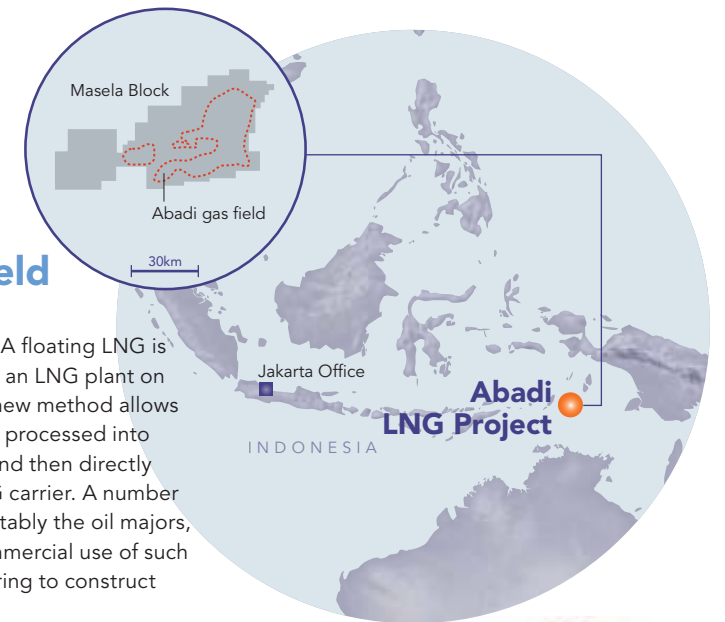 Masela Block
Abadi gas field
30km
eld
A floating LNG is
an LNG plant on
new method allows
processed into
nd then directly
G carrier. A number
tably the oil majors,
mmercial use of such
ring to construct
Jakarta Office
INDONESIA
Abadi
LNG Project